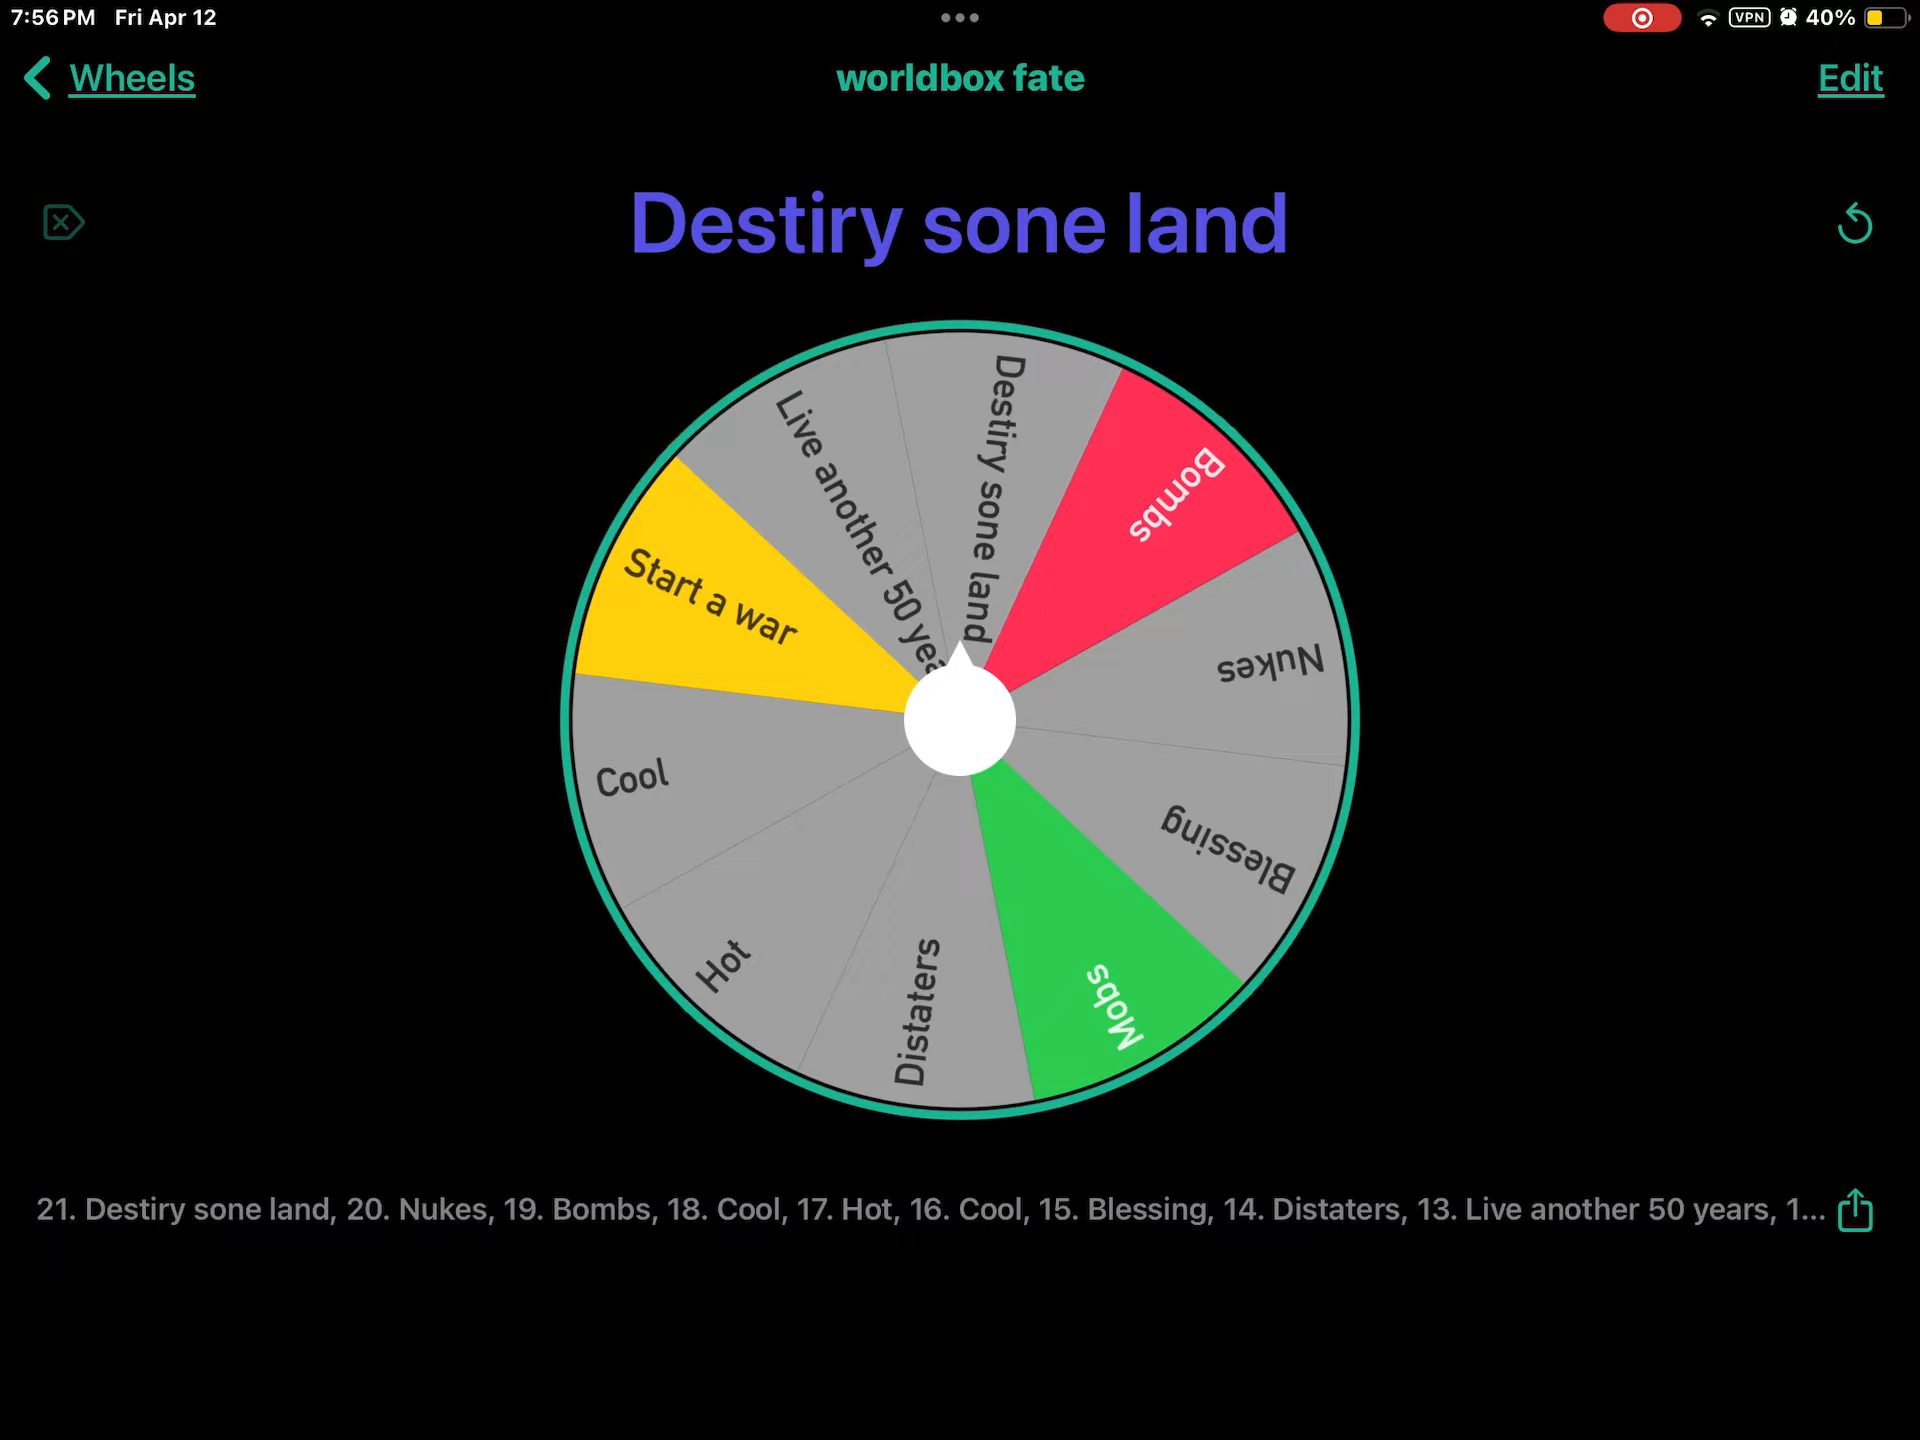 7:56 PM Fri Apr 12
VPN 40%
Wheels
worldbox fate
Edit
Destiry sone land
Destiry sone land
Bombs
Nukes
Blessing
Mobs
Distaters
Hot
Cool
Start a war
Live another 50 yea
21. Destiry sone land, 20. Nukes, 19. Bombs, 18. Cool, 17. Hot, 16. Cool, 15. Blessing, 14. Distaters, 13. Live another 50 years, 1...